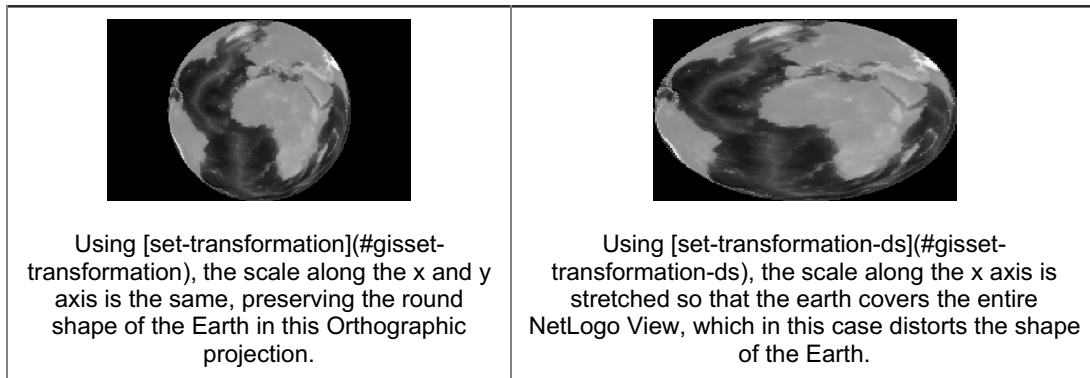 Using [set-transformation](#gisset-
transformation), the scale along the x and y
axis is the same, preserving the round
shape of the Earth in this Orthographic
projection.
Using [set-transformation-ds](#gisset-
transformation-ds), the scale along the x axis is
stretched so that the earth covers the entire
NetLogo View, which in this case distorts the shape
of the Earth.